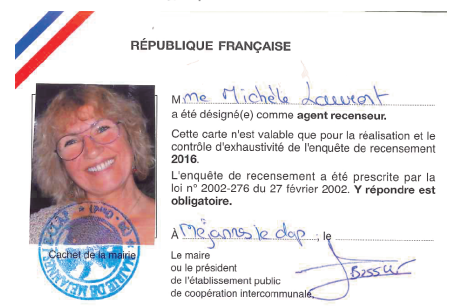 RÉPUBLIQUE FRANÇAISE
Mme Michèle Laurent
a été désigné(e) comme agent recenseur.
Cette carte n'est valable que pour la réalisation et le
contrôle d'exhaustivité de l'enquête de recensement
2016.
L'enquête de recensement a été prescrite par la
loi n° 2002-276 du 27 février 2002. Y répondre est
obligatoire.
À Méjannes le clap, le
Cachet de la mairie
Le maire
ou le président
de l'établissement public
de coopération intercommunale,
MAIRIE DE MEJANNES